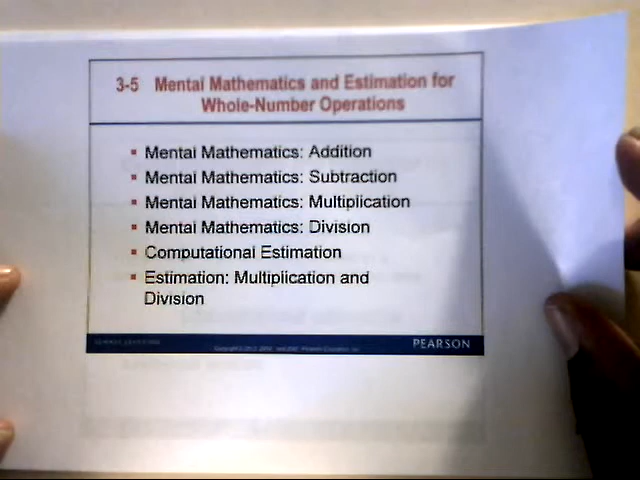 3-5 Mental Mathematics and Estimation for
Whole-Number Operations
▪ Mental Mathematics: Addition
▪ Mental Mathematics: Subtraction
▪ Mental Mathematics: Multiplication
▪ Mental Mathematics: Division
▪ Computational Estimation
▪ Estimation: Multiplication and
Division
PEARSON